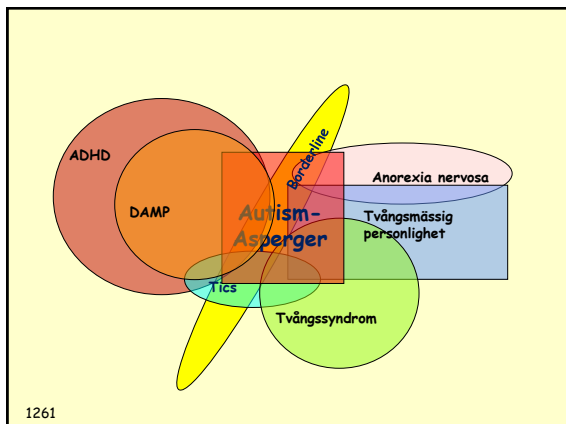 Borderline
ADHD
Anorexia nervosa
DAMP
Autism-
Asperger
Tvångsmässig
personlighet
Tics
Tvångssyndrom
1261